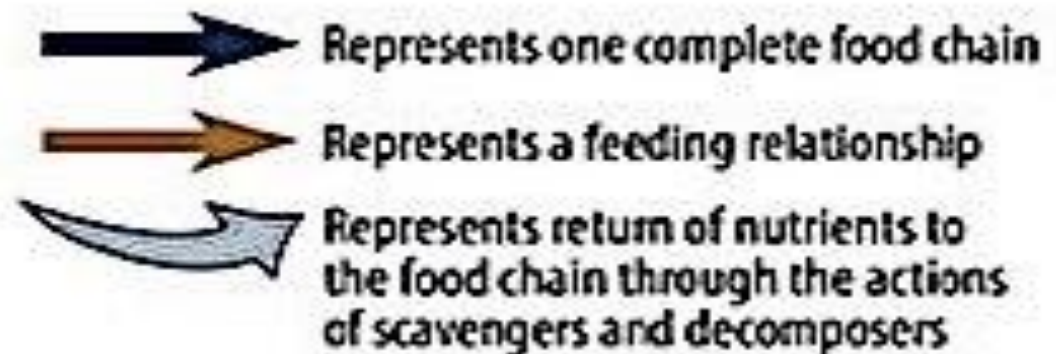 Represents one complete food chain
Represents a feeding relationship
Represents return of nutrients to
the food chain through the actions
of scavengers and decomposers